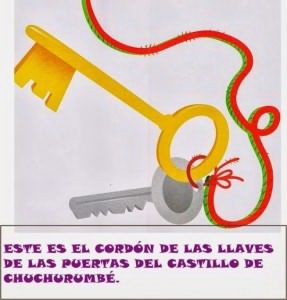 ESTE ES EL CORDÓN DE LAS LLAVES
DE LAS PUERTAS DEL CASTILLO DE
CHUCHURUMBÉ.